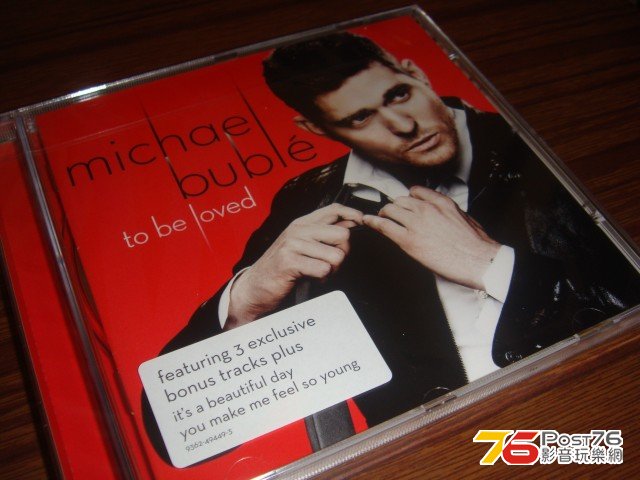 michael
bublé
to be loved
featuring 3 exclusive
bonus tracks plus
it's a beautiful day
you make me feel so young
9362-49449-5
76 Post76
影音玩樂網